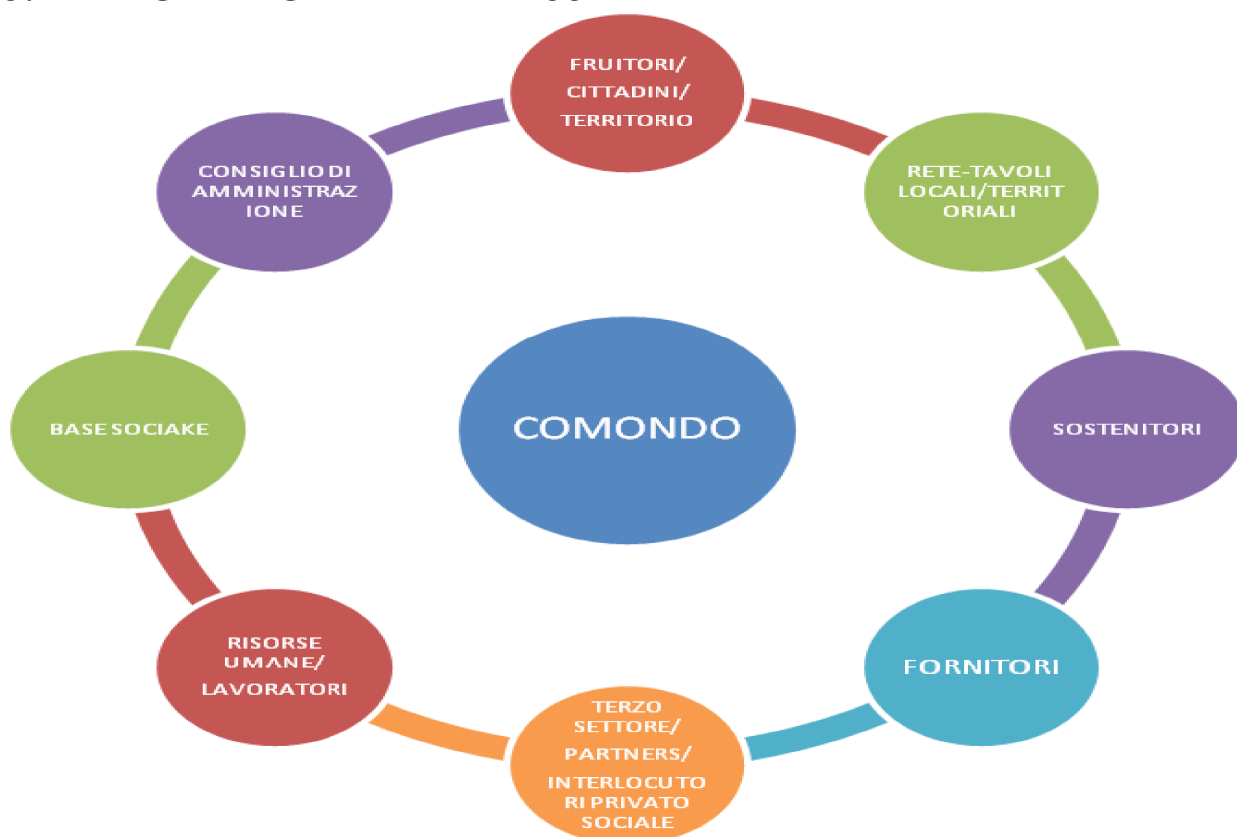 FRUITORI/
CITTADINI/
TERRITORIO
CONSIGLIO DI
AMMINISTRAZ
IONE
RETE-TAVOLI
LOCALI/TERRIT
ORIALI
BASE SOCIAKE
COMONDO
SOSTENITORI
RISORSE
UMANE/
LAVORATORI
FORNITORI
TERZO
SETTORE/
PARTNERS/
INTERLOCUTO
RI PRIVATO
SOCIALE